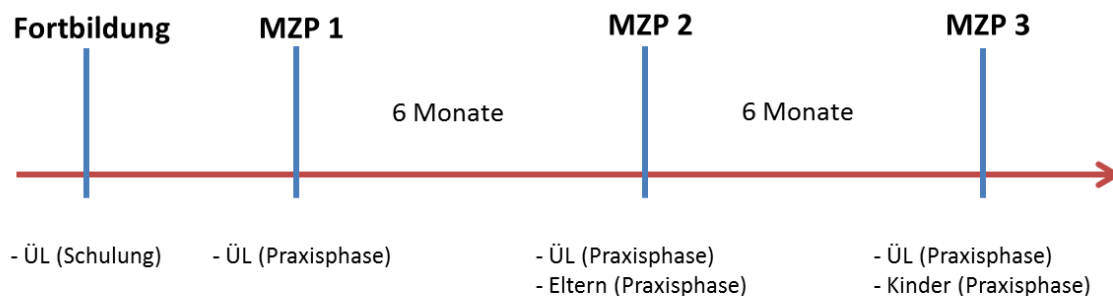 Fortbildung
MZP 1
MZP 2
MZP 3
6 Monate
6 Monate
- ÜL (Schulung)
- ÜL (Praxisphase)
- ÜL (Praxisphase)
- Eltern (Praxisphase)
- ÜL (Praxisphase)
- Kinder (Praxisphase)